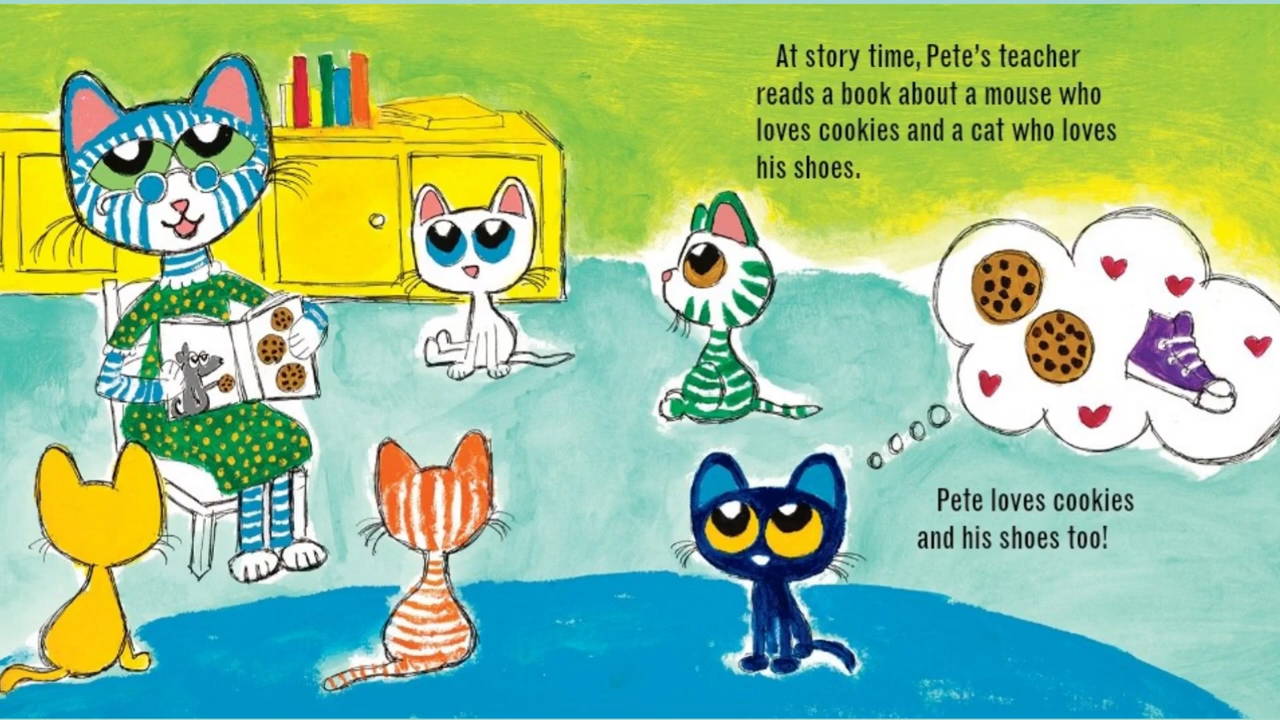 At story time, Pete's teacher
reads a book about a mouse who
loves cookies and a cat who loves
his shoes.
Pete loves cookies
and his shoes too!